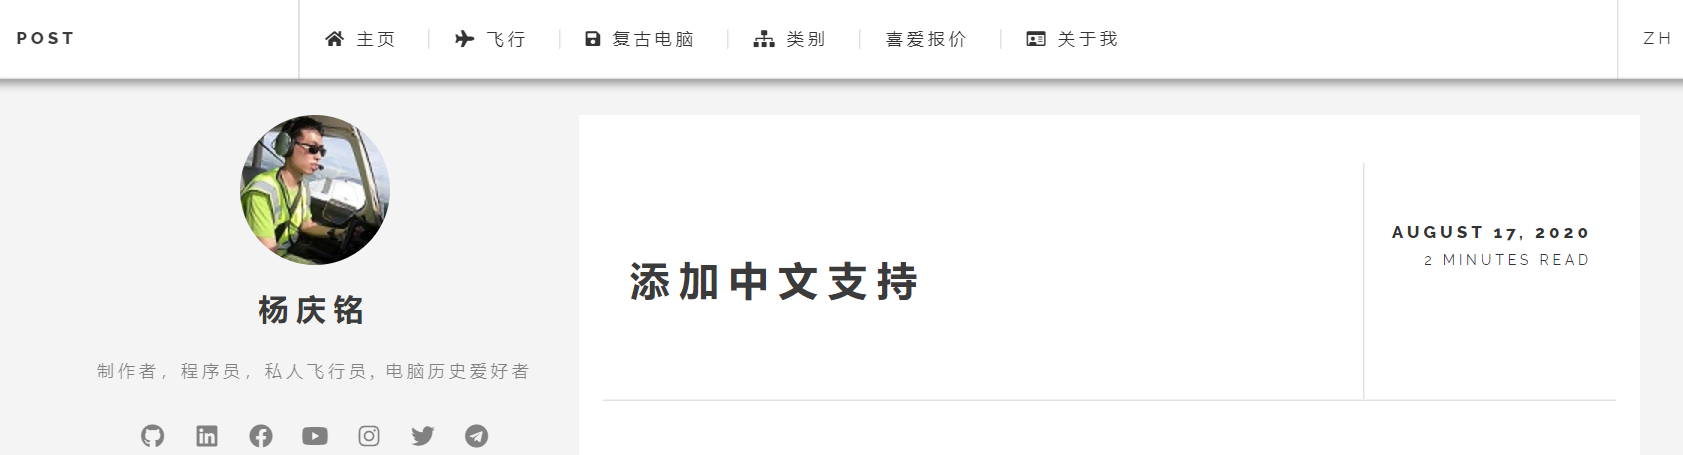 POST 主页 飞行 复古电脑 类别 喜爱报价 关于我 ZH
杨庆铭
制作者，程序员，私人飞行员, 电脑历史爱好者
添加中文支持
AUGUST 17, 2020
2 MINUTES READ